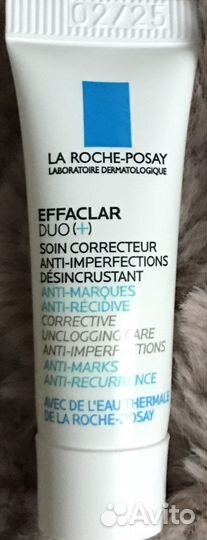 02/25
LA ROCHE-POSAY
LABORATOIRE DERMATOLOGIQUE
EFFACLAR
DUO(+)
SOIN CORRECTEUR
ANTI-IMPERFECTIONS
DÉSINCRUSTANT
ANTI-MARQUES
ANTI-RÉCIDIVE
CORRECTIVE
UNCLOGGING CARE
ANTI-IMPERFECTIONS
ANTI-MARKS
ANTI-RECURRENCE
AVEC DE L'EAU THERMALE
DE LA ROCHE-POSAY
Avito